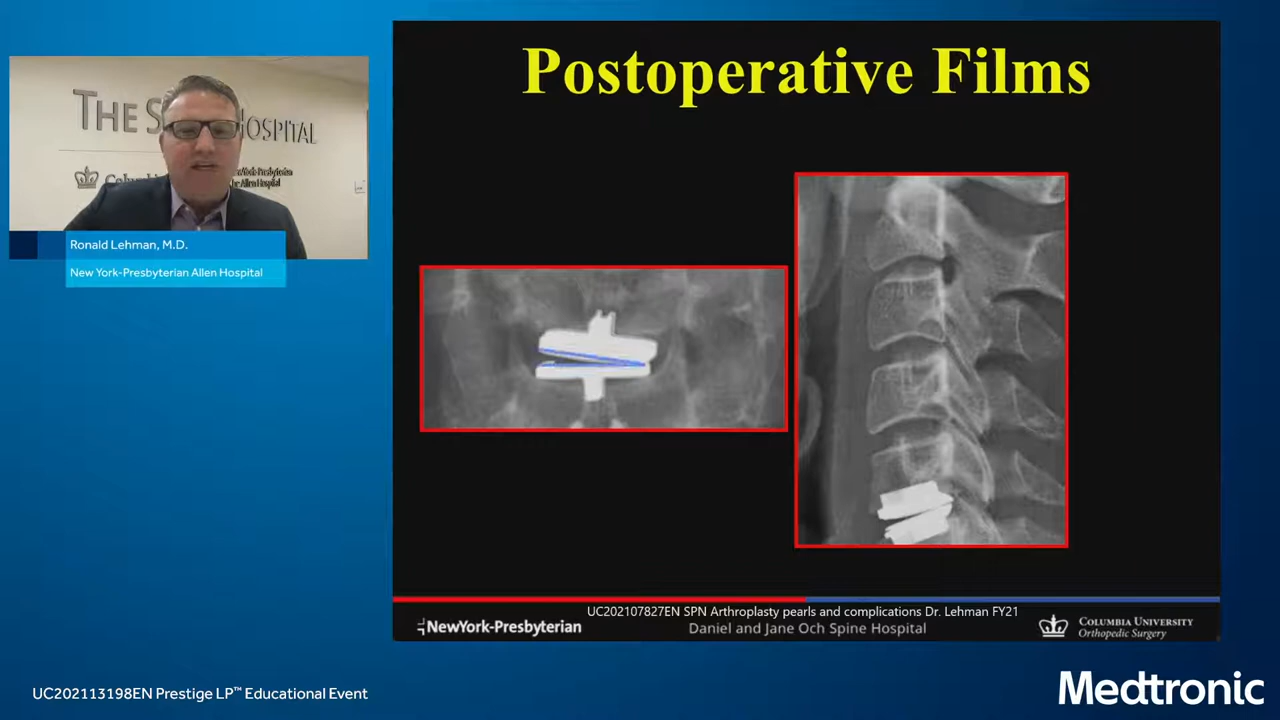 Postoperative Films
THE S HOSPITAL
Ronald Lehman, M.D.
New York-Presbyterian Allen Hospital
UC202107827EN SPN Arthroplasty pearls and complications Dr. Lehman FY21
NewYork-Presbyterian
Daniel and Jane Och Spine Hospital
COLUMBIA UNIVERSITY
Orthopedic Surgery
UC202113198EN Prestige LP™ Educational Event
Medtronic